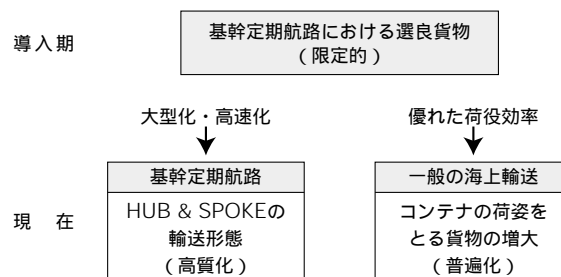 導入期
基幹定期航路における選良貨物
（限定的）
大型化・高速化
優れた荷役効率
現　在
基幹定期航路
HUB & SPOKEの
輸送形態
（高質化）
一般の海上輸送
コンテナの荷姿を
とる貨物の増大
（普遍化）